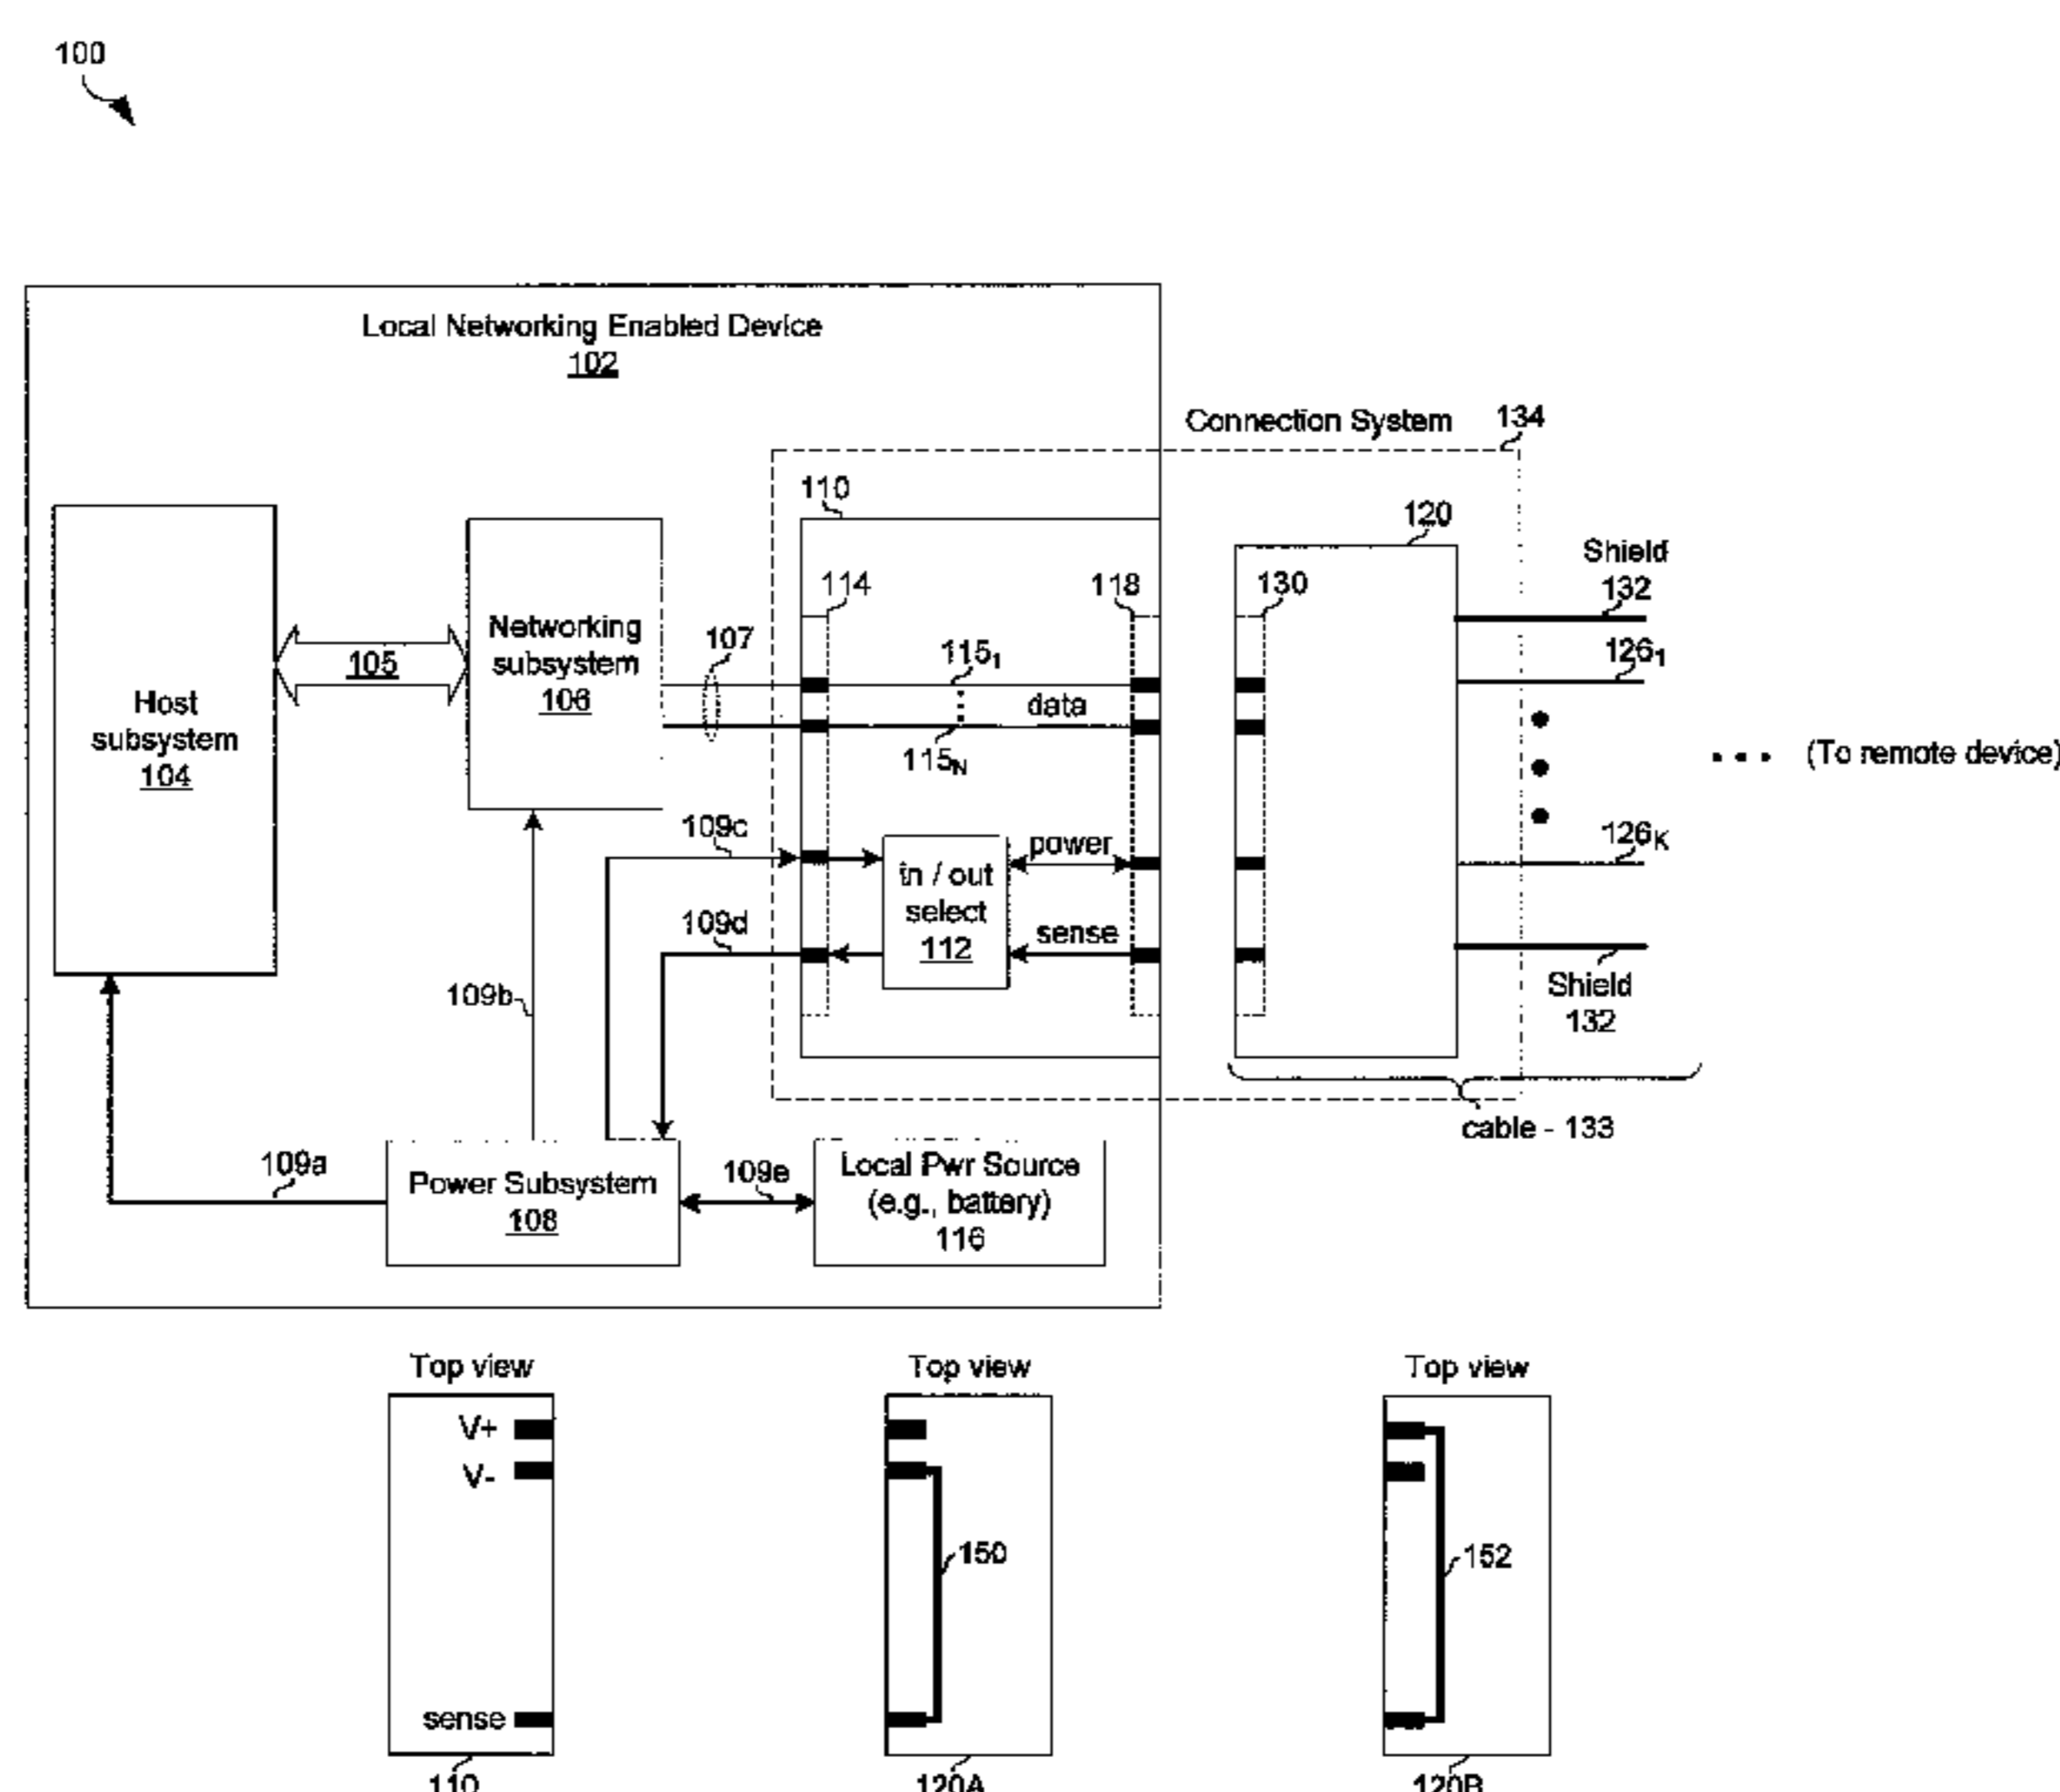 100
Local Networking Enabled Device
102
Connection System
134
110
120
Shield
132
114
118
130
Networking
subsystem
106
107
115₁
126₁
105
Host
subsystem
104
data
115N
(To remote device)
109c
power
126K
in / out
select
112
109d
sense
109b
Shield
132
cable - 133
109a
Power Subsystem
108
109e
Local Pwr Source
(e.g., battery)
116
Top view
V+
V-
sense
110
Top view
150
120A
Top view
152
120B